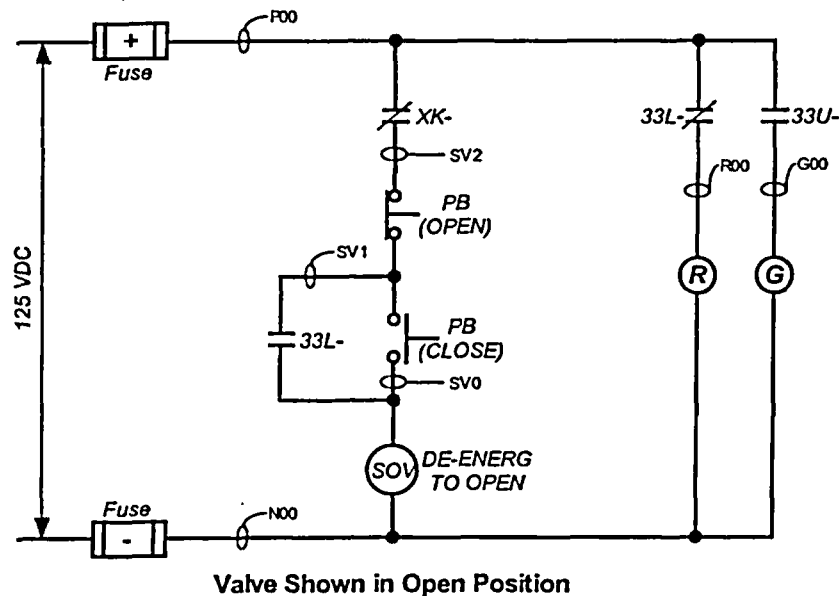 P00
+
Fuse
XK-
33L-
33U-
SV2
R00
G00
PB
(OPEN)
SV1
125 VDC
R
G
33L-
PB
(CLOSE)
SV0
SOV
DE-ENERG
TO OPEN
Fuse
-
N00
Valve Shown in Open Position